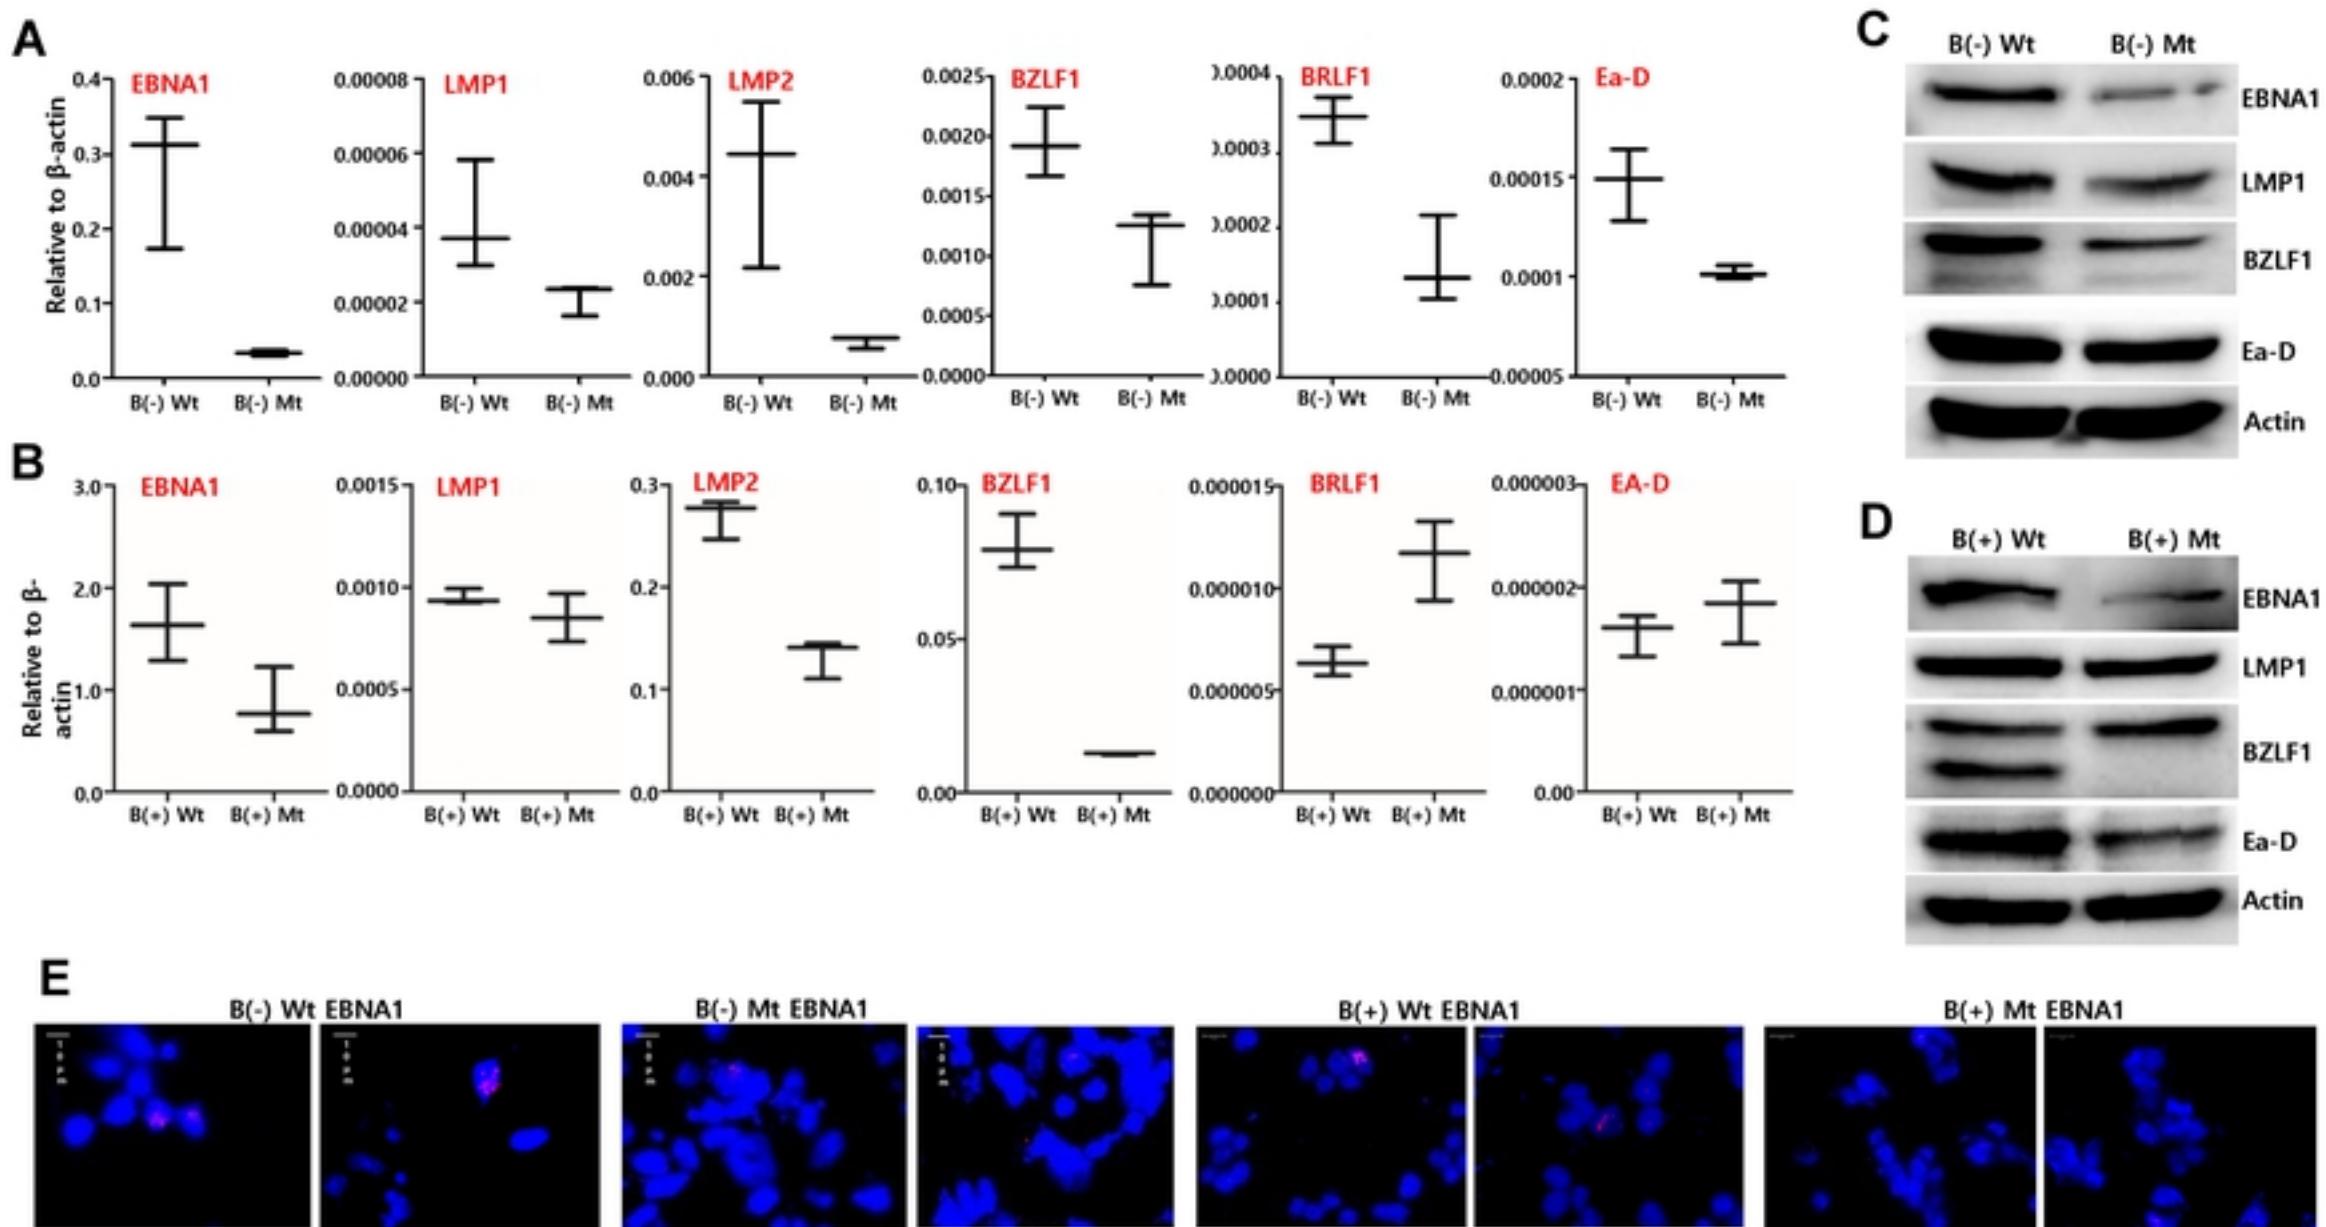 A
Relative to β-actin
EBNA1
0.4
0.3
0.2
0.1
0.0
B(-) Wt B(-) Mt
LMP1
0.00008
0.00006
0.00004
0.00002
0.00000
B(-) Wt B(-) Mt
LMP2
0.006
0.004
0.002
0.000
B(-) Wt B(-) Mt
BZLF1
0.0025
0.0020
0.0015
0.0010
0.0005
0.0000
B(-) Wt B(-) Mt
BRLF1
0.0004
0.0003
0.0002
0.0001
0.0000
B(-) Wt B(-) Mt
Ea-D
0.0002
0.00015
0.0001
0.00005
B(-) Wt B(-) Mt
B
Relative to β-
actin
EBNA1
3.0
2.0
1.0
0.0
B(+) Wt B(+) Mt
LMP1
0.0015
0.0010
0.0005
0.0000
B(+) Wt B(+) Mt
LMP2
0.3
0.2
0.1
0.0
B(+) Wt B(+) Mt
BZLF1
0.10
0.05
0.00
B(+) Wt B(+) Mt
BRLF1
0.000015
0.000010
0.000005
0.000000
B(+) Wt B(+) Mt
EA-D
0.000003
0.000002
0.000001
0.00
B(+) Wt B(+) Mt
C
B(-) Wt B(-) Mt
EBNA1
LMP1
BZLF1
Ea-D
Actin
D
B(+) Wt B(+) Mt
EBNA1
LMP1
BZLF1
Ea-D
Actin
E
B(-) Wt EBNA1
B(-) Mt EBNA1
B(+) Wt EBNA1
B(+) Mt EBNA1
10µm
10µm
10µm
10µm